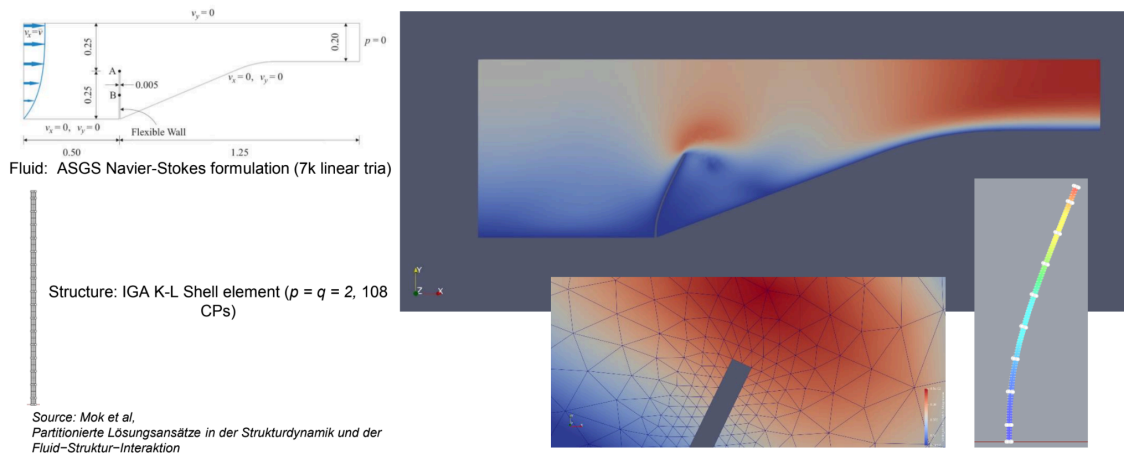 v_y=0
v_x=v̄
0.25
0.20
p=0
A
0.005
v_x=0, v_y=0
B
0.25
v_x=0, v_y=0
Flexible Wall
0.50
1.25
Fluid: ASGS Navier-Stokes formulation (7k linear tria)
Structure: IGA K-L Shell element (p = q = 2, 108
CPs)
Source: Mok et al,
Partitionierte Lösungsansätze in der Strukturdynamik und der
Fluid−Struktur−Interaktion
Y
Z
X